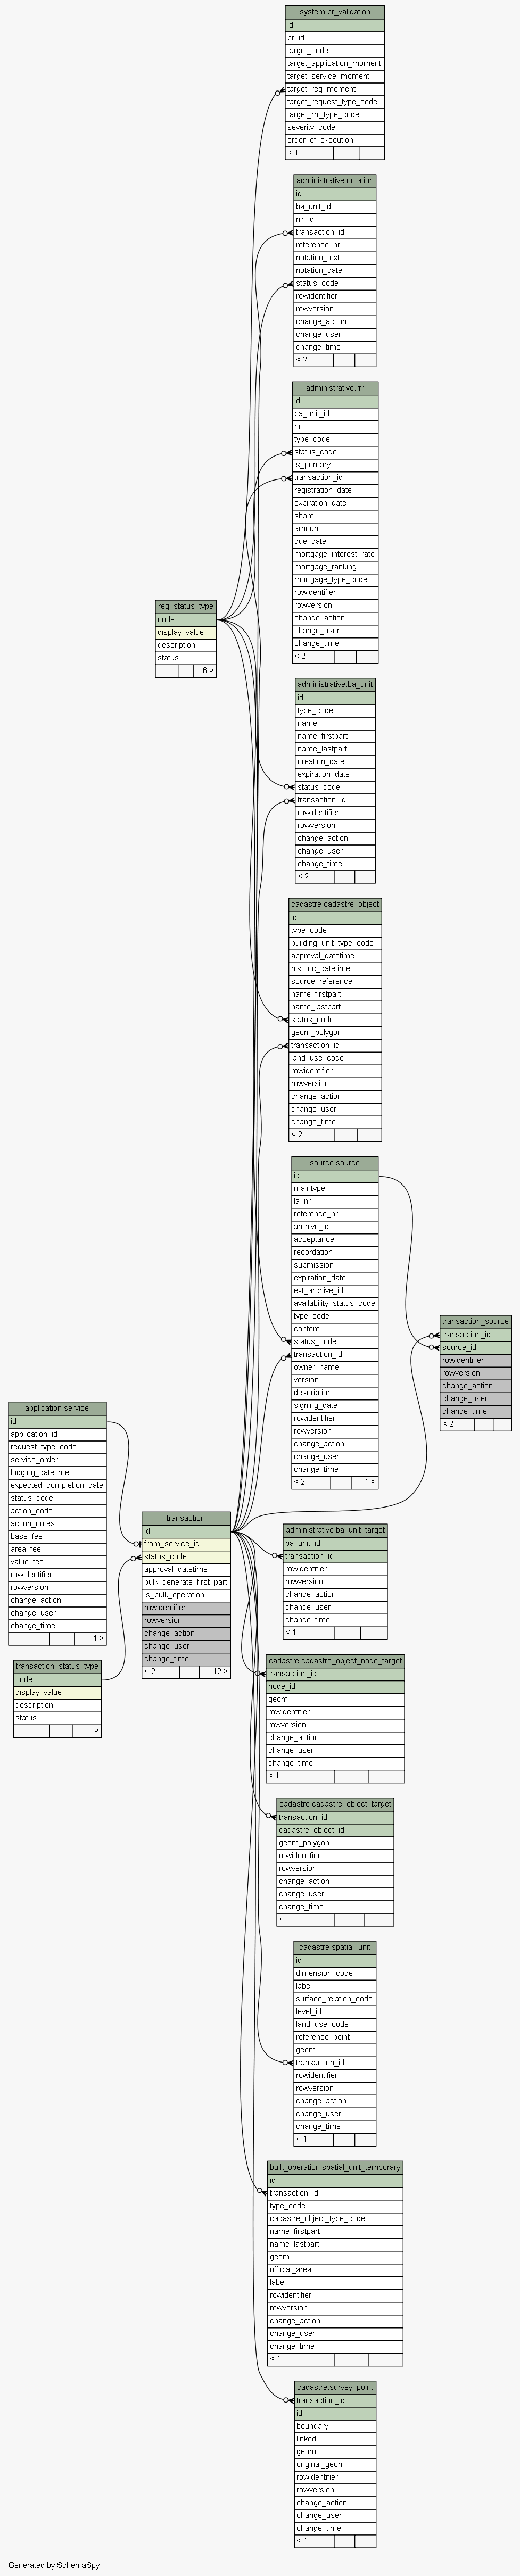 system.br_validation
id
br_id
target_code
target_application_moment
target_service_moment
target_reg_moment
target_request_type_code
target_rrr_type_code
severity_code
order_of_execution
< 1
administrative.notation
id
ba_unit_id
rrr_id
transaction_id
reference_nr
notation_text
notation_date
status_code
rowidentifier
rowversion
change_action
change_user
change_time
< 2
administrative.rrr
id
ba_unit_id
nr
type_code
status_code
is_primary
transaction_id
registration_date
expiration_date
share
amount
due_date
mortgage_interest_rate
mortgage_ranking
mortgage_type_code
rowidentifier
rowversion
change_action
change_user
change_time
< 2
reg_status_type
code
display_value
description
status
6 >
administrative.ba_unit
id
type_code
name
name_firstpart
name_lastpart
creation_date
expiration_date
status_code
transaction_id
rowidentifier
rowversion
change_action
change_user
change_time
< 2
cadastre.cadastre_object
id
type_code
building_unit_type_code
approval_datetime
historic_datetime
source_reference
name_firstpart
name_lastpart
status_code
geom_polygon
transaction_id
land_use_code
rowidentifier
rowversion
change_action
change_user
change_time
< 2
source.source
id
maintype
la_nr
reference_nr
archive_id
acceptance
recordation
submission
expiration_date
ext_archive_id
availability_status_code
type_code
content
status_code
transaction_id
owner_name
version
description
signing_date
rowidentifier
rowversion
change_action
change_user
change_time
< 2 1 >
transaction_source
transaction_id
source_id
rowidentifier
rowversion
change_action
change_user
change_time
< 2
application.service
id
application_id
request_type_code
service_order
lodging_datetime
expected_completion_date
status_code
action_code
action_notes
base_fee
area_fee
value_fee
rowidentifier
rowversion
change_action
change_user
change_time
1 >
transaction
id
from_service_id
status_code
approval_datetime
bulk_generate_first_part
is_bulk_operation
rowidentifier
rowversion
change_action
change_user
change_time
< 2 12 >
transaction_status_type
code
display_value
description
status
1 >
administrative.ba_unit_target
ba_unit_id
transaction_id
rowidentifier
rowversion
change_action
change_user
change_time
< 1
cadastre.cadastre_object_node_target
transaction_id
node_id
geom
rowidentifier
rowversion
change_action
change_user
change_time
< 1
cadastre.cadastre_object_target
transaction_id
cadastre_object_id
geom_polygon
rowidentifier
rowversion
change_action
change_user
change_time
< 1
cadastre.spatial_unit
id
dimension_code
label
surface_relation_code
level_id
land_use_code
reference_point
geom
transaction_id
rowidentifier
rowversion
change_action
change_user
change_time
< 1
bulk_operation.spatial_unit_temporary
id
transaction_id
type_code
cadastre_object_type_code
name_firstpart
name_lastpart
geom
official_area
label
rowidentifier
rowversion
change_action
change_user
change_time
< 1
cadastre.survey_point
transaction_id
id
boundary
linked
geom
original_geom
rowidentifier
rowversion
change_action
change_user
change_time
< 1
Generated by SchemaSpy